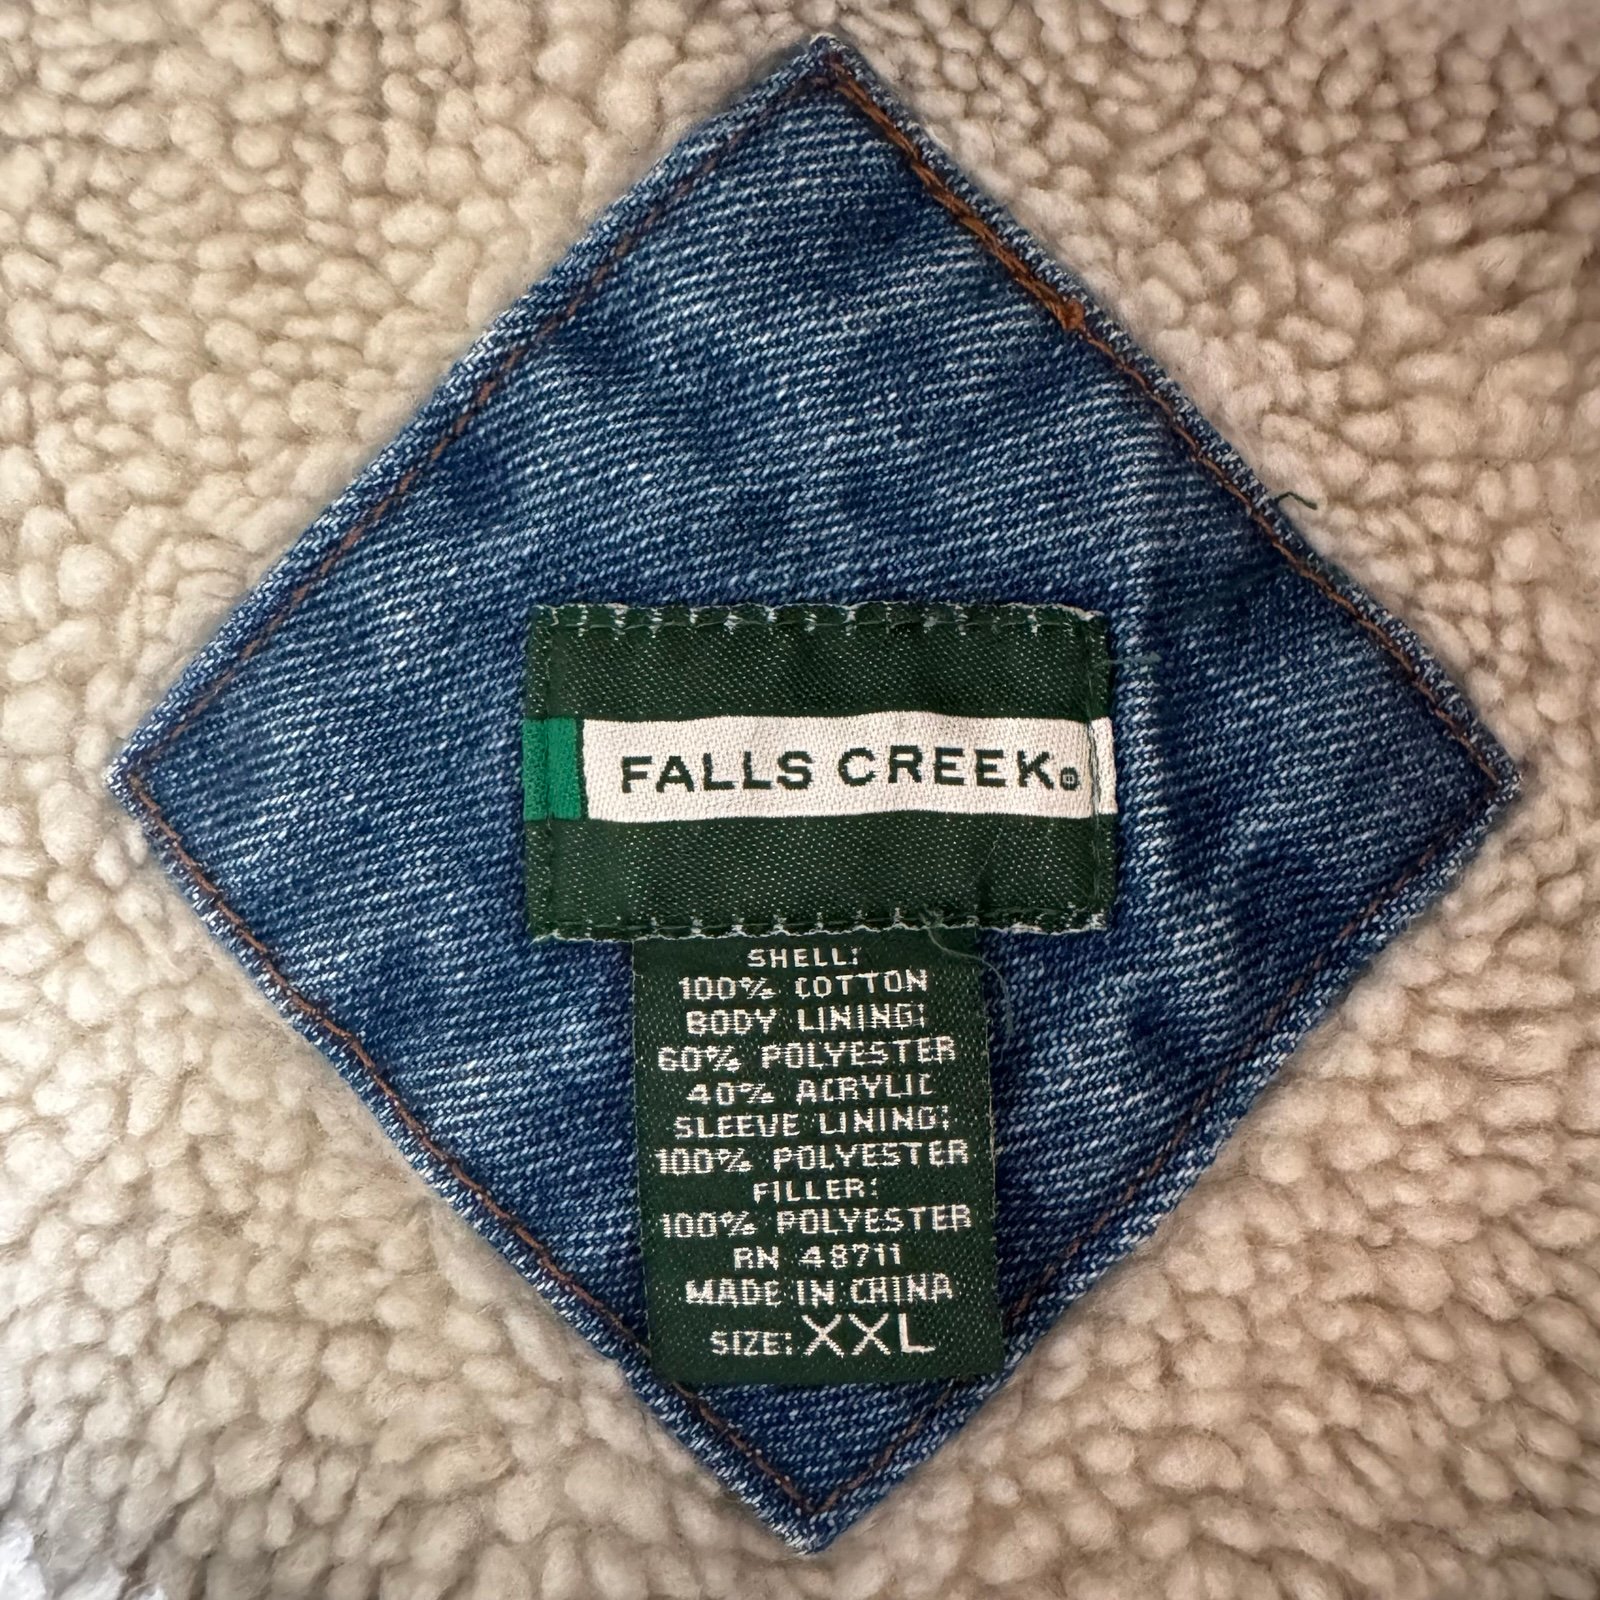 FALLS CREEK®
SHELL:
100% COTTON
BODY LINING:
60% POLYESTER
40% ACRYLIC
SLEEVE LINING:
100% POLYESTER
FILLER:
100% POLYESTER
RN 48711
MADE IN CHINA
SIZE: XXL